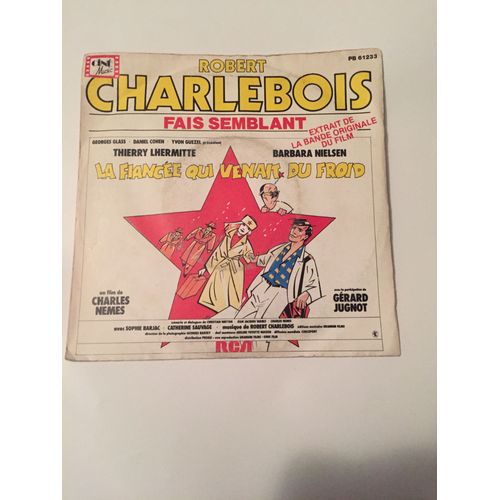 Ciné
Music
PB 61233
ROBERT
CHARLEBOIS
FAIS SEMBLANT
EXTRAIT DE
LA BANDE ORIGINALE
DU FILM
GEORGES GLASS . DANIEL COHEN . YVON GUEZEL présentent
THIERRY LHERMITTE BARBARA NIELSEN
LA FIANCÉE QUI VENAIT DU FROID
un film de
CHARLES
NEMES
avec la participation de
GÉRARD
JUGNOT
avec SOPHIE BARJAC . CATHERINE SAUVAGE . musique de ROBERT CHARLEBOIS
RCA